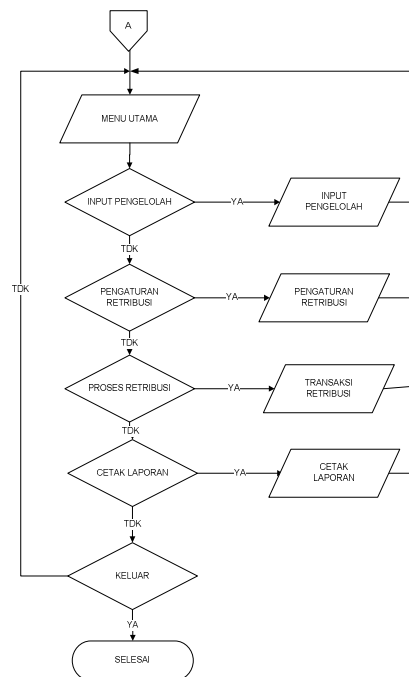 A
MENU UTAMA
INPUT PENGELOLAH
YA
INPUT
PENGELOLAH
TDK
TDK
PENGATURAN
RETRIBUSI
YA
PENGATURAN
RETRIBUSI
TDK
PROSES RETRIBUSI
YA
TRANSAKSI
RETRIBUSI
TDK
CETAK LAPORAN
YA
CETAK
LAPORAN
TDK
KELUAR
YA
SELESAI